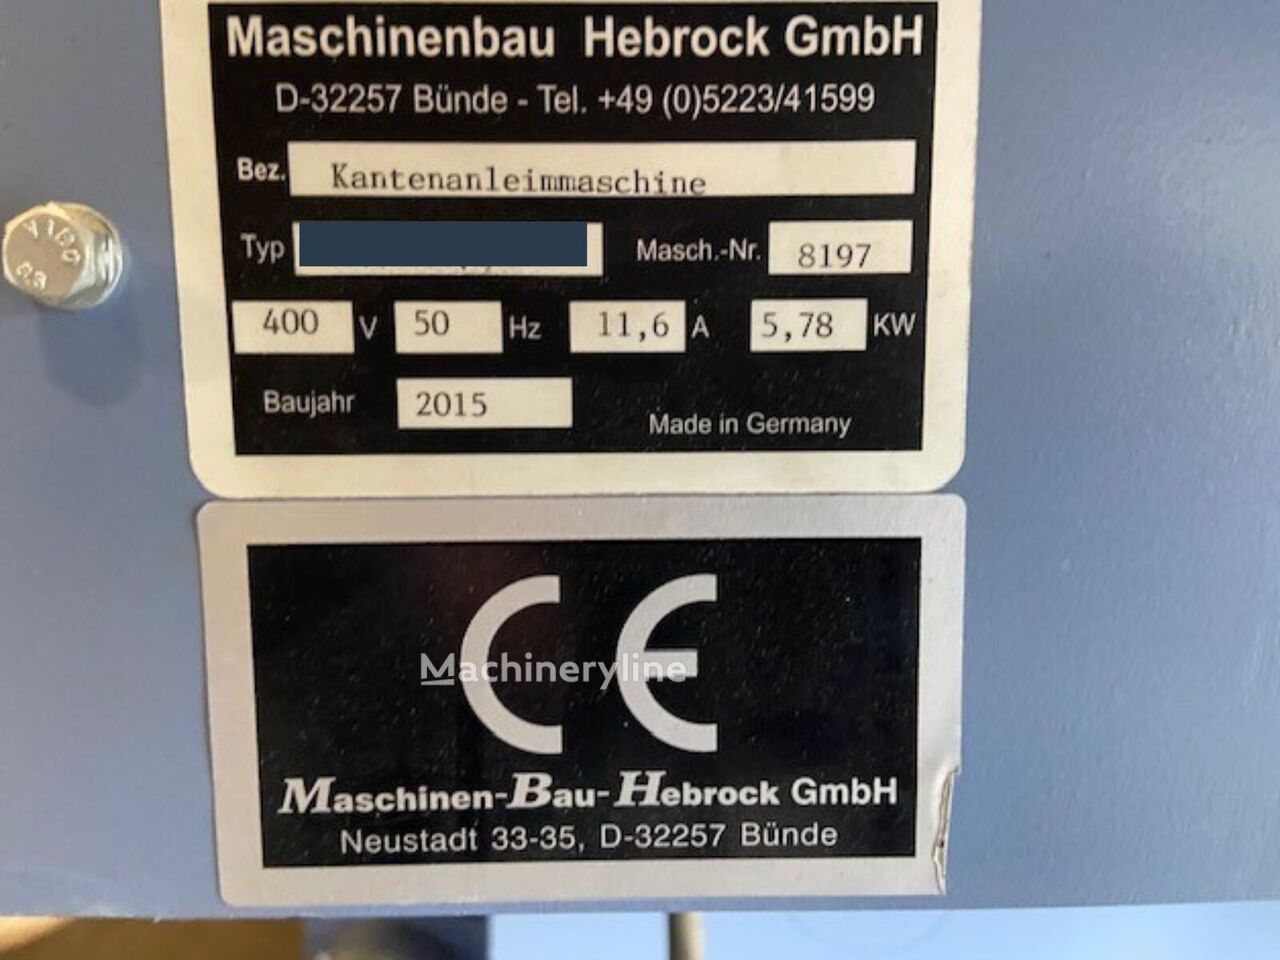 Maschinenbau Hebrock GmbH
D-32257 Bünde - Tel. +49 (0)5223/41599
Bez. Kantenanleimmaschine
Typ Masch.-Nr. 8197
400 V 50 Hz 11,6 A 5,78 KW
Baujahr 2015 Made in Germany
CE
Machineryline
Maschinen-Bau-Hebrock GmbH
Neustadt 33-35, D-32257 Bünde